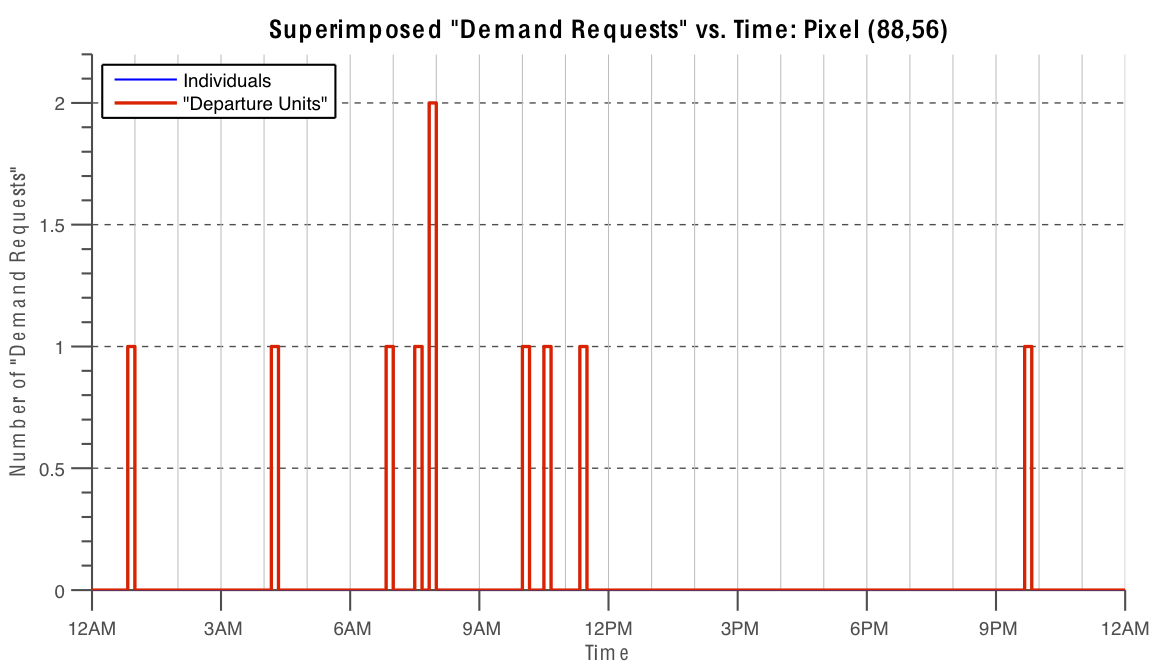 Superimposed "Demand Requests" vs. Time: Pixel (88,56)
Individuals
"Departure Units"
Number of "Demand Requests"
2
1.5
1
0.5
0
12AM 3AM 6AM 9AM 12PM 3PM 6PM 9PM 12AM
Time